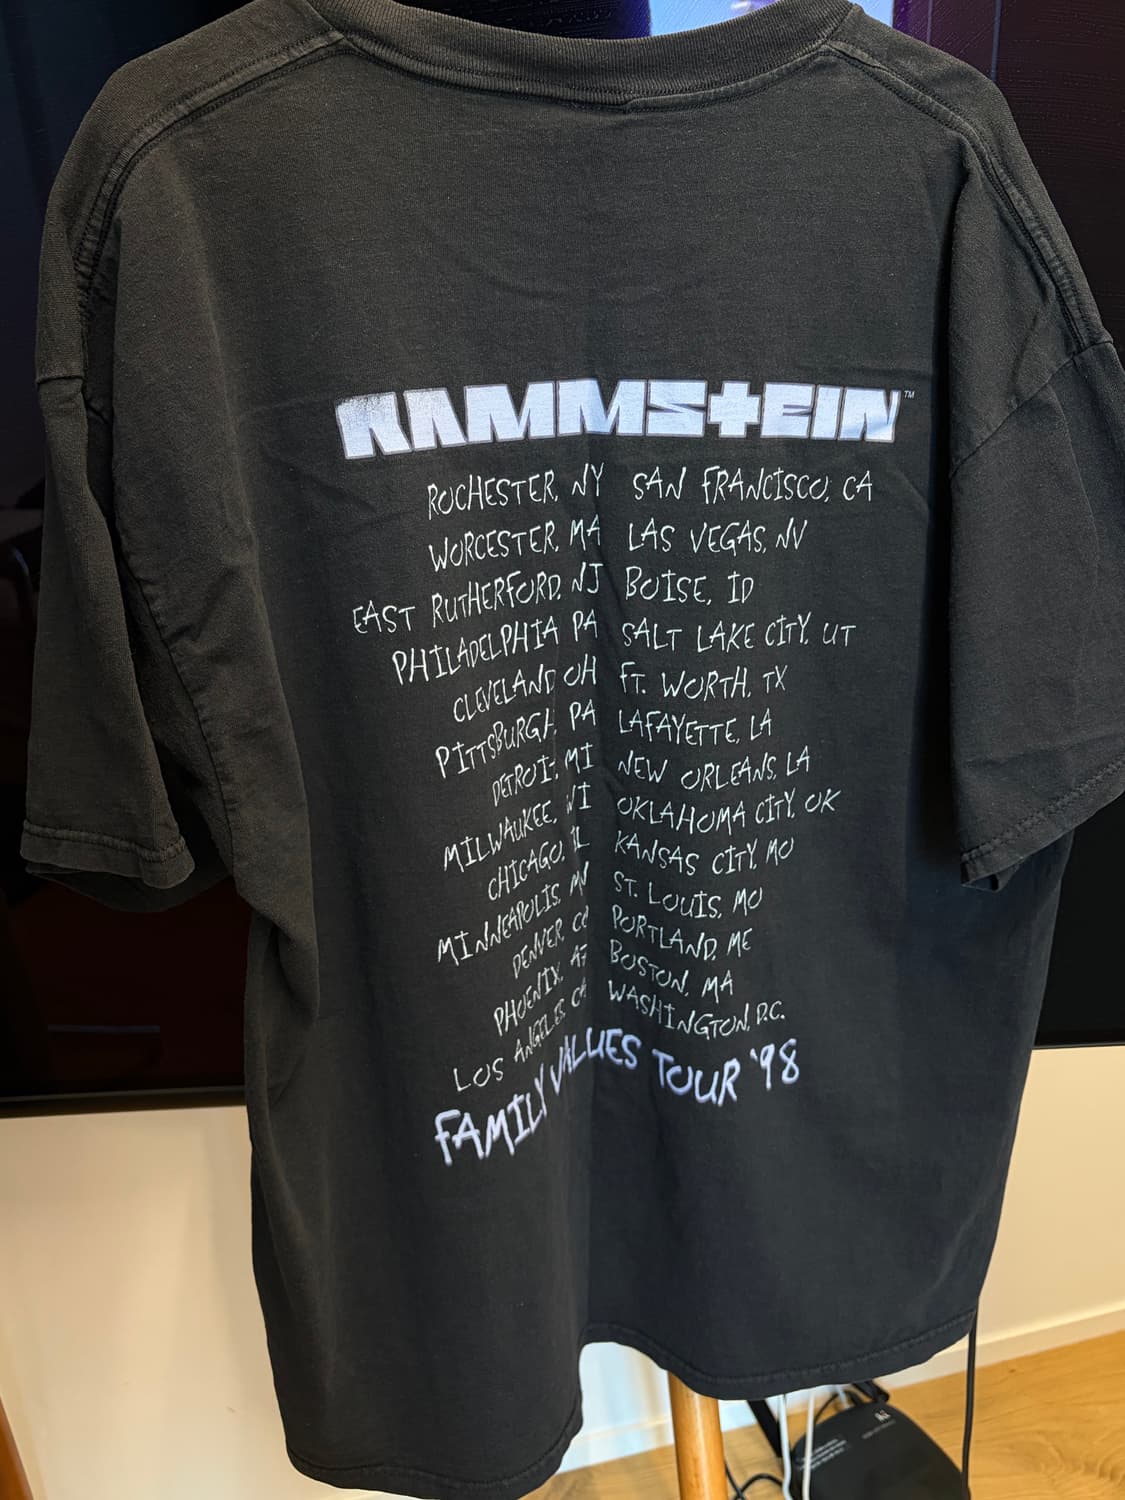 RAMMSTEIN™
ROCHESTER, NY
WORCESTER, MA
EAST RUTHERFORD, NJ
PHILADELPHIA PA
CLEVELAND OH
PITTSBURGH, PA
DETROIT, MI
MILWAUKEE, WI
CHICAGO, IL
MINNEAPOLIS, MN
DENVER, CO
PHOENIX, AZ
LOS ANGELES, CA
SAN FRANCISCO, CA
LAS VEGAS, NV
BOISE, ID
SALT LAKE CITY, UT
FT. WORTH, TX
LAFAYETTE, LA
NEW ORLEANS, LA
OKLAHOMA CITY, OK
KANSAS CITY, MO
ST. LOUIS, MO
PORTLAND, ME
BOSTON, MA
WASHINGTON, D.C.
FAMILY VALUES TOUR '98